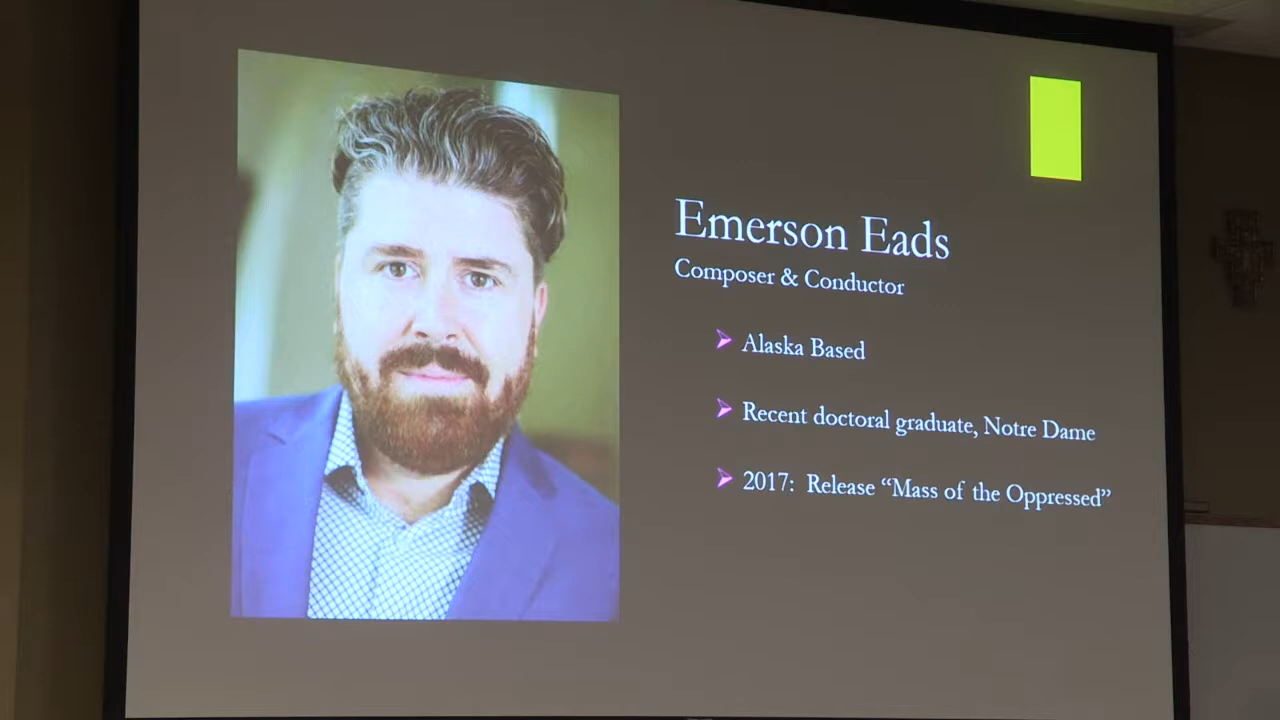 Emerson Eads
Composer & Conductor
Alaska Based
Recent doctoral graduate, Notre Dame
2017: Release “Mass of the Oppressed”